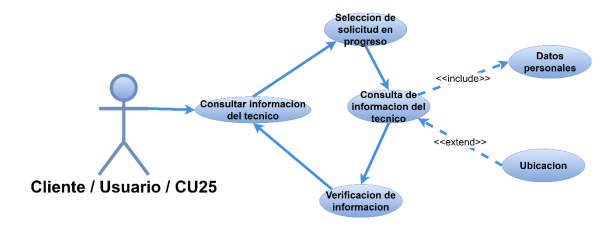 Seleccion de
solicitud en
progreso
Datos
personales
<<include>>
Consultar informacion
del tecnico
Consulta de
informacion del
tecnico
<<extend>>
Ubicacion
Cliente / Usuario / CU25
Verificacion de
informacion